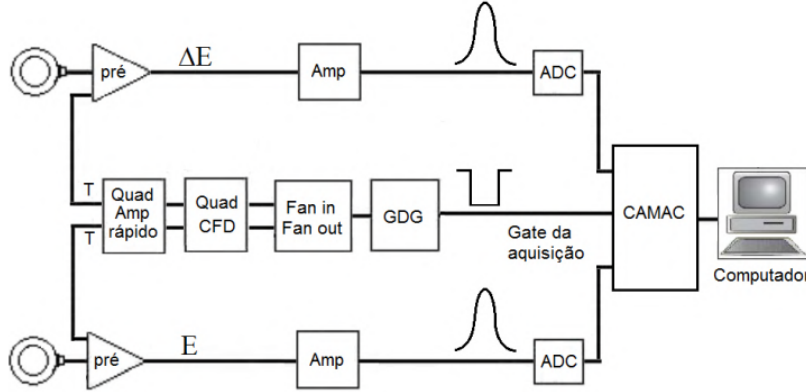 pré
ΔE
Amp
ADC
T
T
Quad
Amp
rápido
Quad
CFD
Fan in
Fan out
GDG
Gate da
aquisição
CAMAC
Computador
pré
E
Amp
ADC